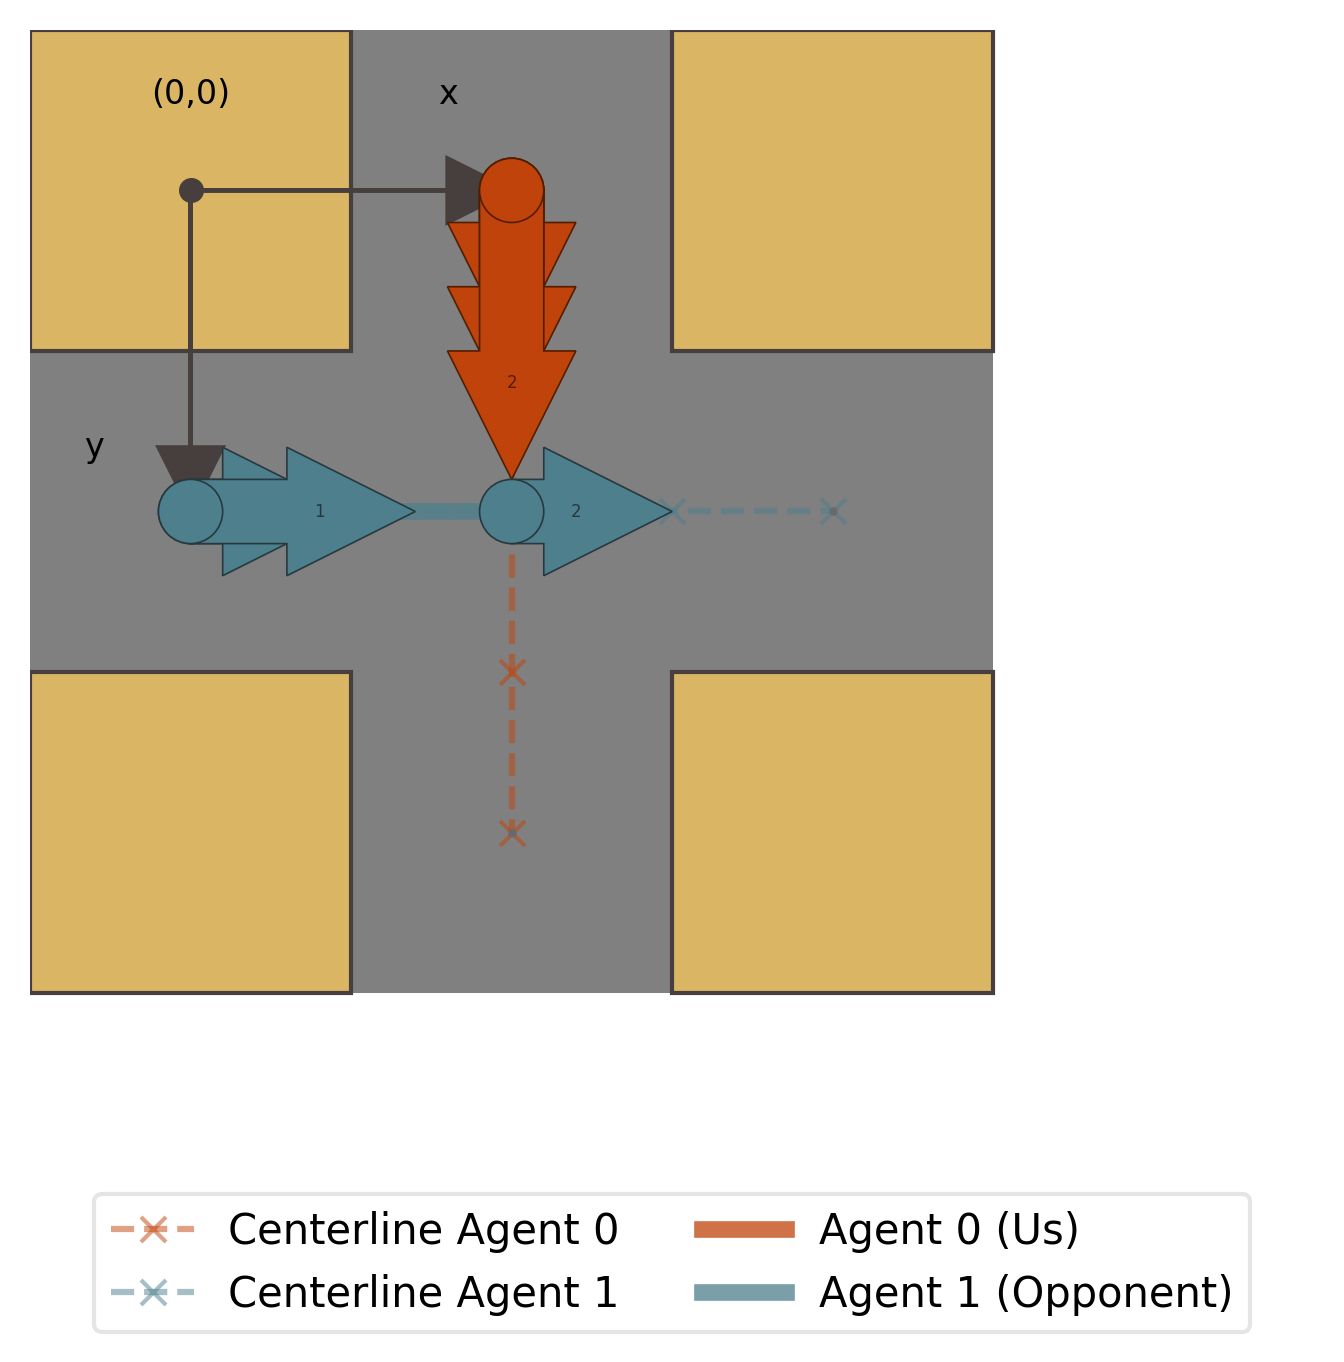 (0,0)
x
2
y
1
2
Centerline Agent 0
Centerline Agent 1
Agent 0 (Us)
Agent 1 (Opponent)